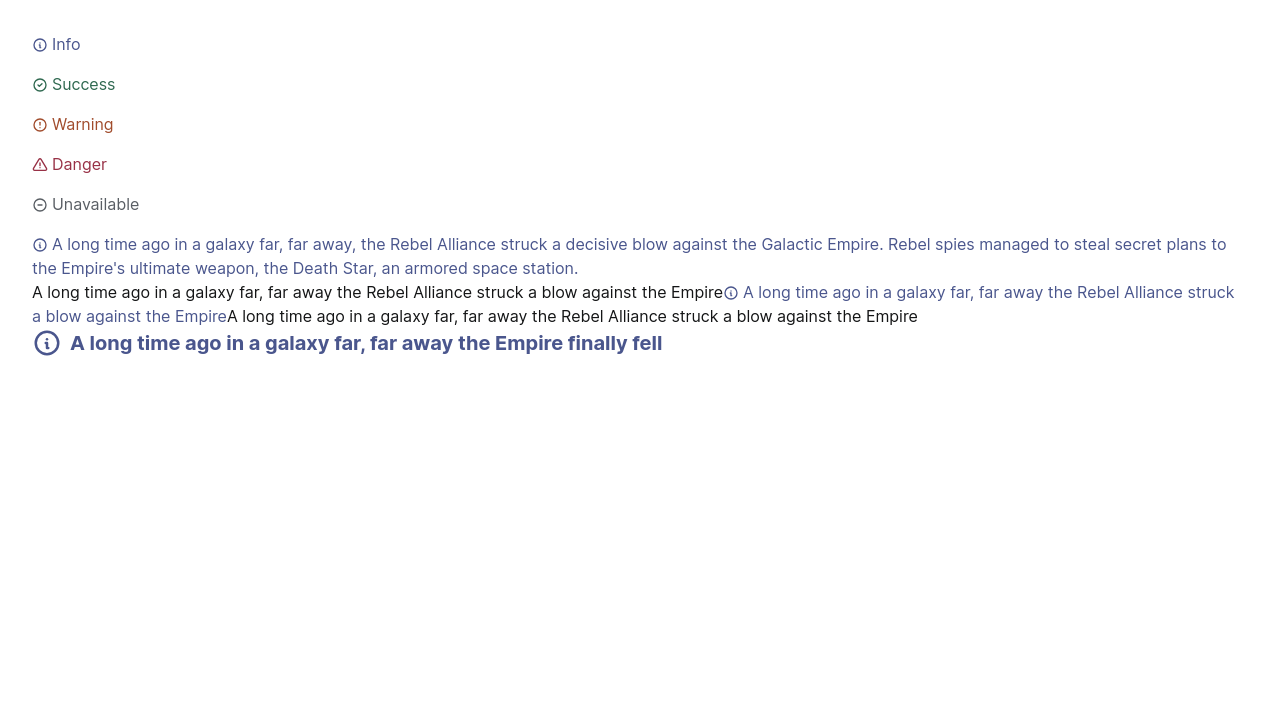 Info
Success
Warning
Danger
Unavailable
A long time ago in a galaxy far, far away, the Rebel Alliance struck a decisive blow against the Galactic Empire. Rebel spies managed to steal secret plans to
the Empire's ultimate weapon, the Death Star, an armored space station.
A long time ago in a galaxy far, far away the Rebel Alliance struck a blow against the Empire A long time ago in a galaxy far, far away the Rebel Alliance struck
a blow against the EmpireA long time ago in a galaxy far, far away the Rebel Alliance struck a blow against the Empire
A long time ago in a galaxy far, far away the Empire finally fell